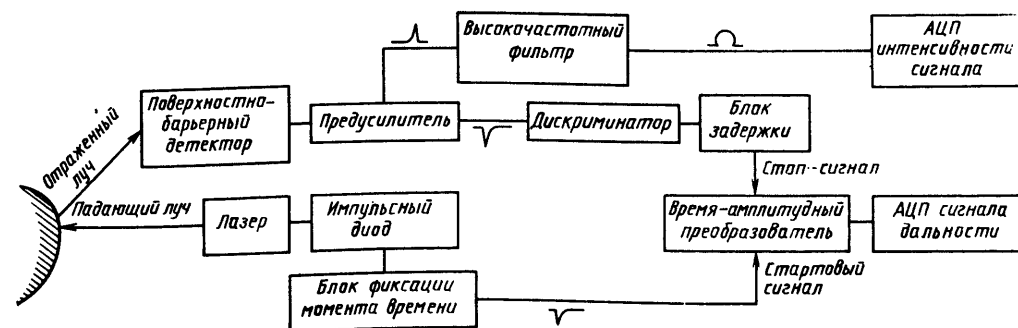 Высокочастотный
фильтр
АЦП
интенсивности
сигнала
Поверхностно-
барьерный
детектор
Предусилитель
Дискриминатор
Блок
задержки
Отраженный
луч
Стоп-сигнал
Падающий луч
Лазер
Импульсный
диод
Время-амплитудный
преобразователь
АЦП сигнала
дальности
Блок фиксации
момента времени
Стартовый
сигнал